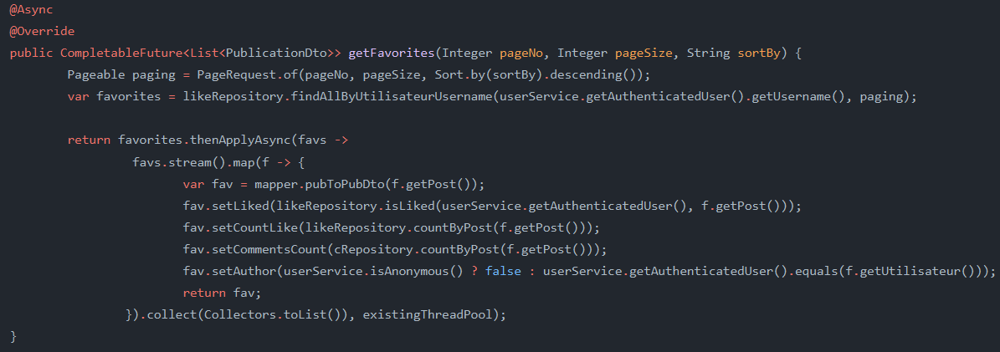 @Async
@Override
public CompletableFuture<List<PublicationDto>> getFavorites(Integer pageNo, Integer pageSize, String sortBy) {
Pageable paging = PageRequest.of(pageNo, pageSize, Sort.by(sortBy).descending());
var favorites = likeRepository.findAllByUtilisateurUsername(userService.getAuthenticatedUser().getUsername(), paging);
return favorites.thenApplyAsync(favs ->
favs.stream().map(f -> {
var fav = mapper.pubToPubDto(f.getPost());
fav.setLiked(likeRepository.isLiked(userService.getAuthenticatedUser(), f.getPost()));
fav.setCountLike(likeRepository.countByPost(f.getPost()));
fav.setCommentsCount(cRepository.countByPost(f.getPost()));
fav.setAuthor(userService.isAnonymous() ? false : userService.getAuthenticatedUser().equals(f.getUtilisateur()));
return fav;
}).collect(Collectors.toList()), existingThreadPool);
}